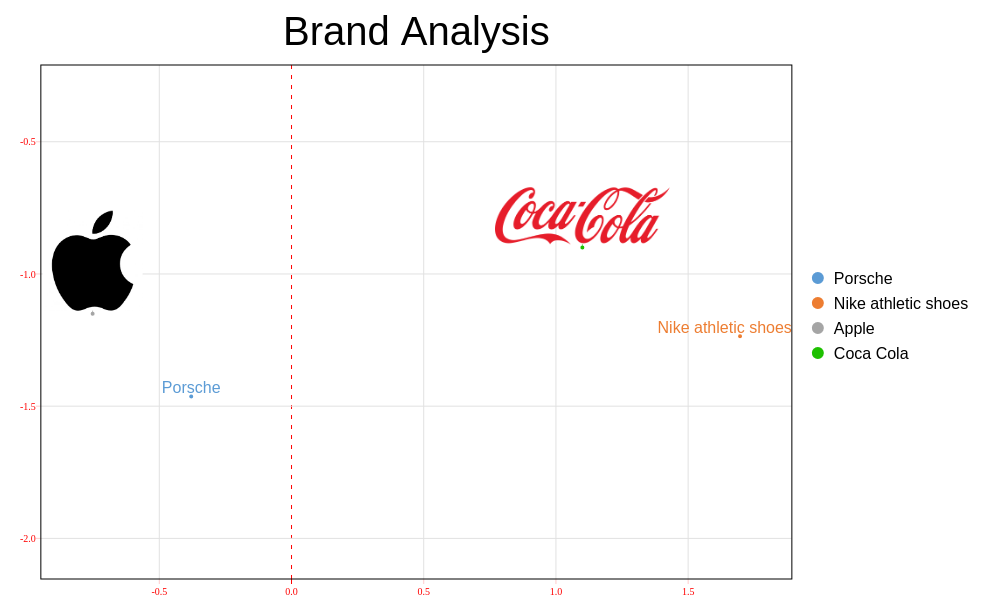 Brand Analysis
-0.5
Coca-Cola
-1.0
Porsche
Nike athletic shoes
Nike athletic shoes
Apple
Coca Cola
Porsche
-1.5
-2.0
-0.5
0.0
0.5
1.0
1.5